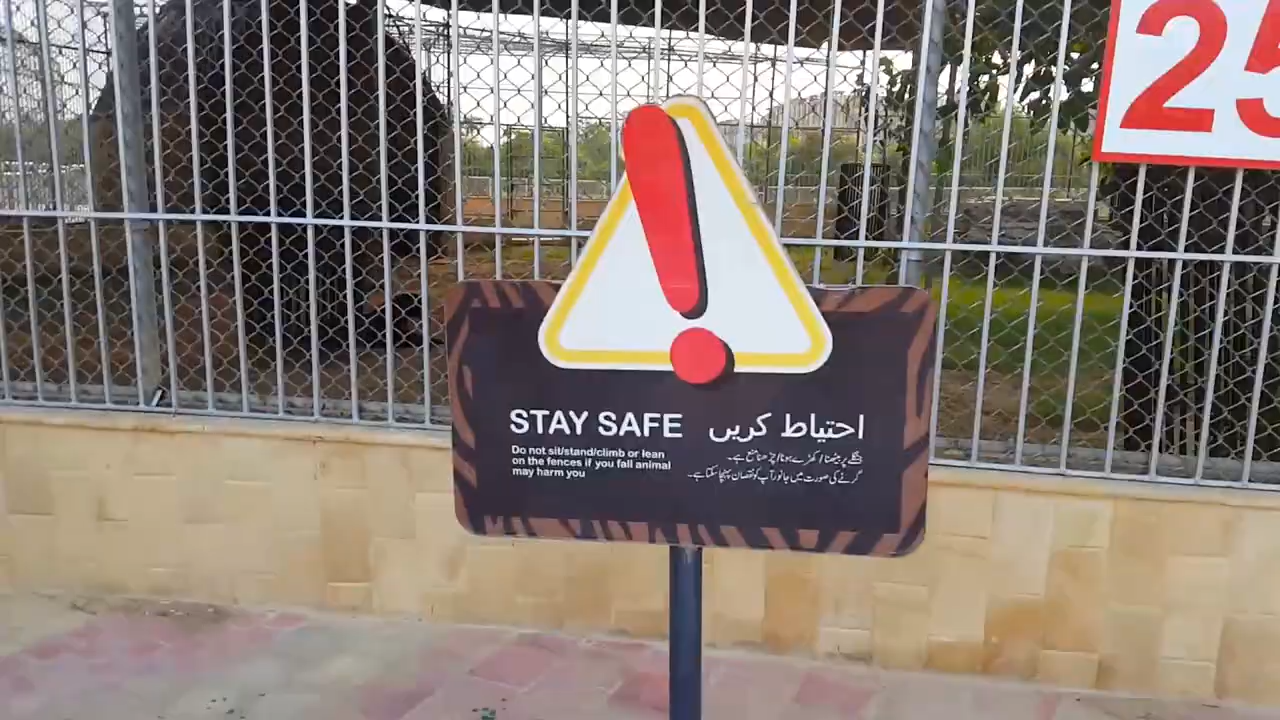 25
STAY SAFE
Do not sit/stand/climb or lean
on the fences if you fall animal
may harm you
احتیاط کریں
جنگلے پر بیٹھنا / کھڑے ہونا / چڑھنا منع ہے۔
گرنے کی صورت میں جانور آپ کو نقصان پہنچا سکتا ہے۔